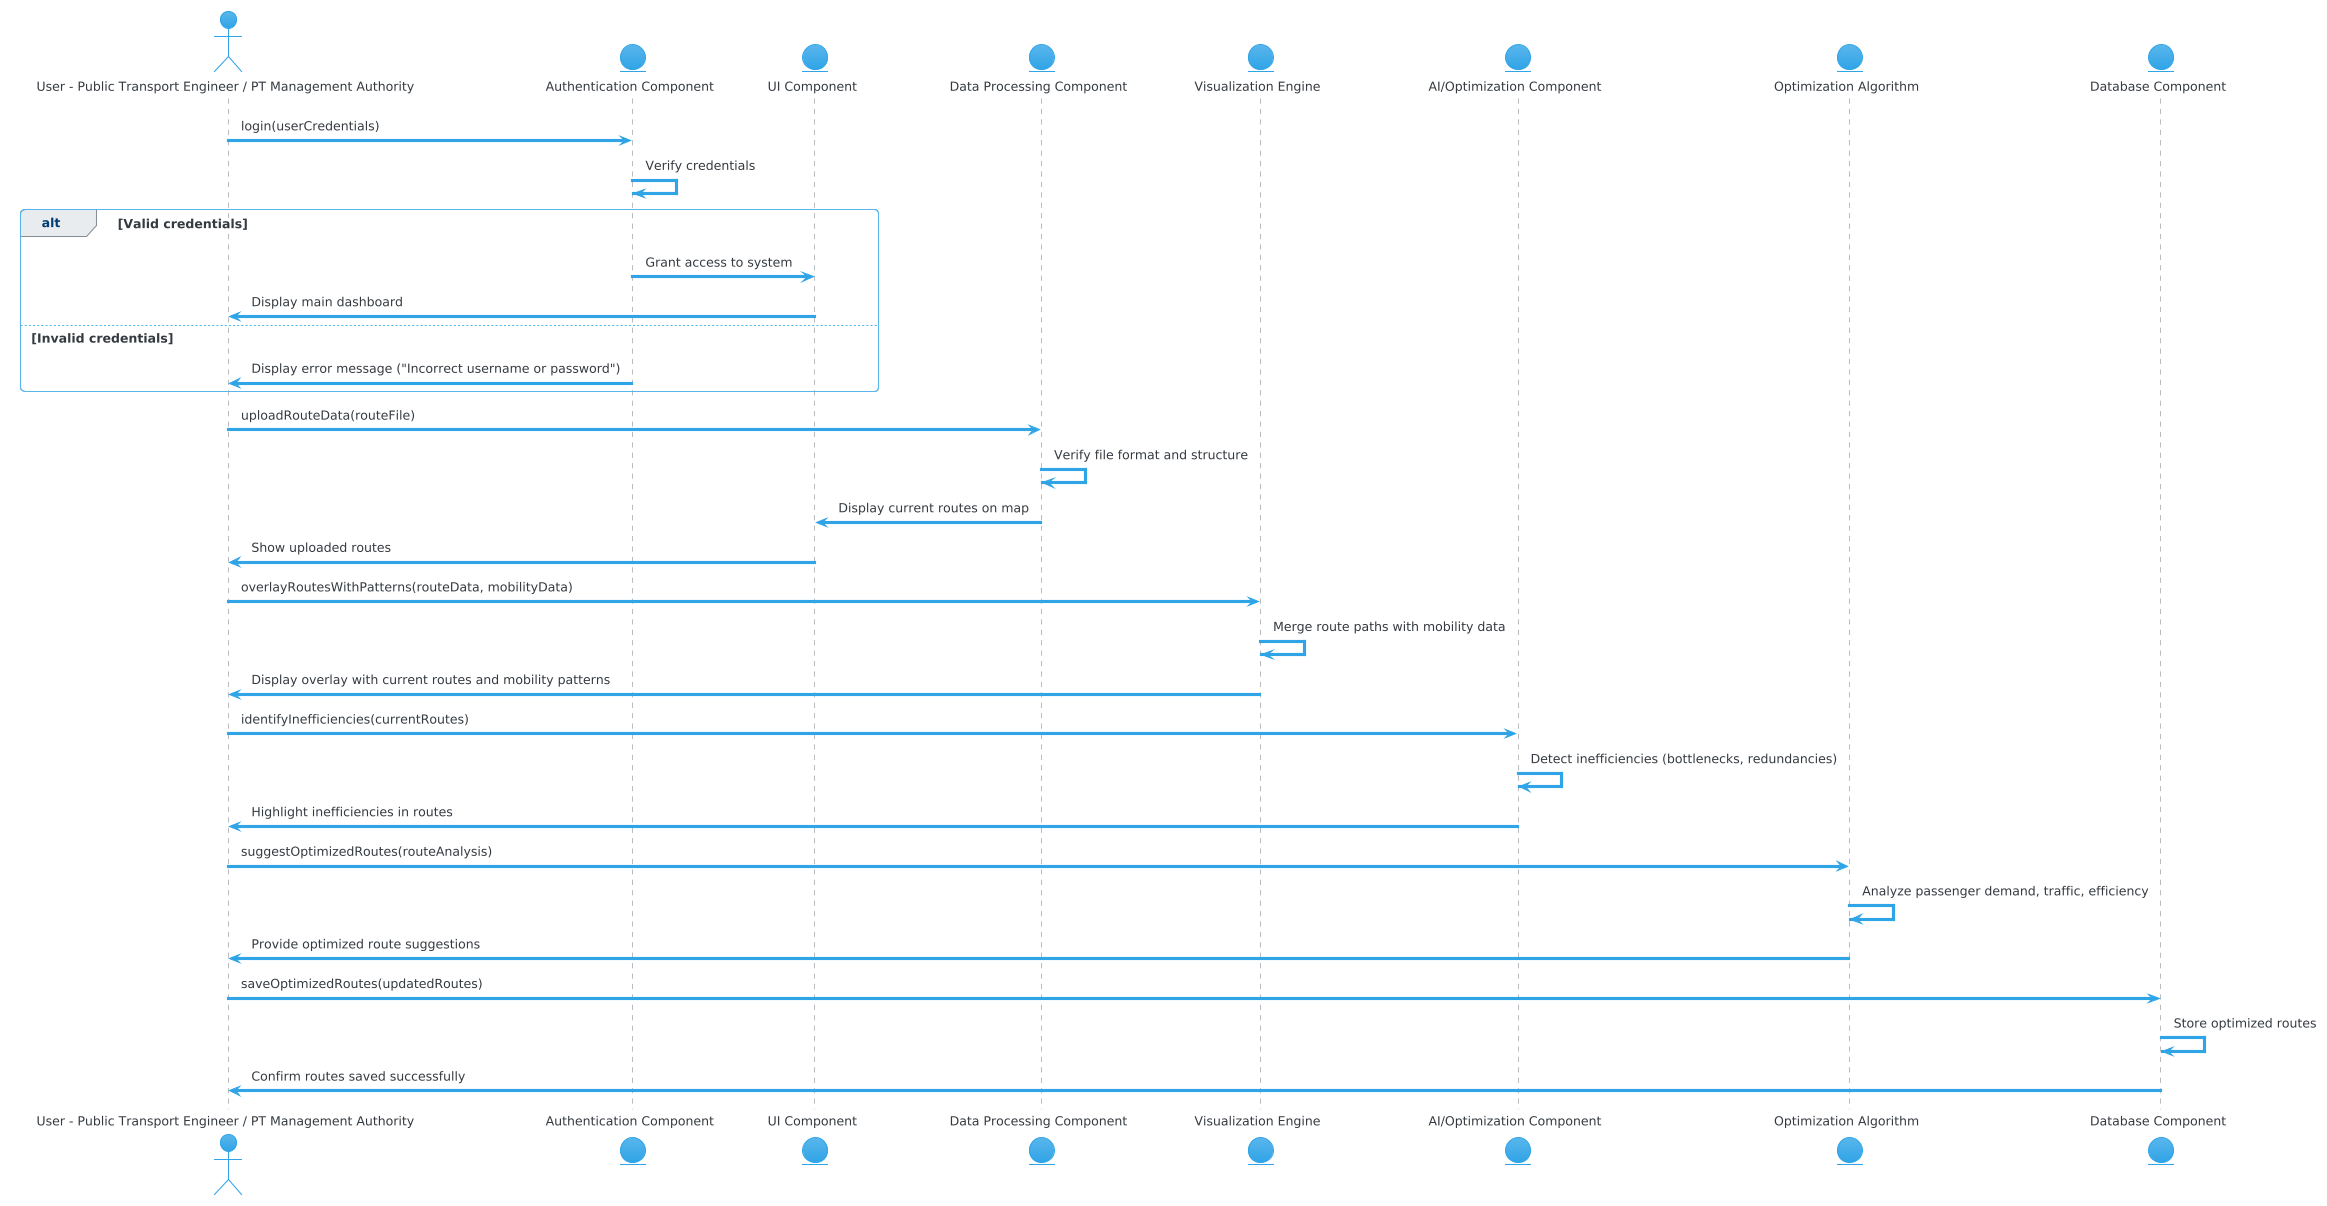 User - Public Transport Engineer / PT Management Authority
Authentication Component
UI Component
Data Processing Component
Visualization Engine
AI/Optimization Component
Optimization Algorithm
Database Component
login(userCredentials)
Verify credentials
alt
[Valid credentials]
Grant access to system
Display main dashboard
[Invalid credentials]
Display error message ("Incorrect username or password")
uploadRouteData(routeFile)
Verify file format and structure
Display current routes on map
Show uploaded routes
overlayRoutesWithPatterns(routeData, mobilityData)
Merge route paths with mobility data
Display overlay with current routes and mobility patterns
identifyInefficiencies(currentRoutes)
Detect inefficiencies (bottlenecks, redundancies)
Highlight inefficiencies in routes
suggestOptimizedRoutes(routeAnalysis)
Analyze passenger demand, traffic, efficiency
Provide optimized route suggestions
saveOptimizedRoutes(updatedRoutes)
Store optimized routes
Confirm routes saved successfully
User - Public Transport Engineer / PT Management Authority
Authentication Component
UI Component
Data Processing Component
Visualization Engine
AI/Optimization Component
Optimization Algorithm
Database Component